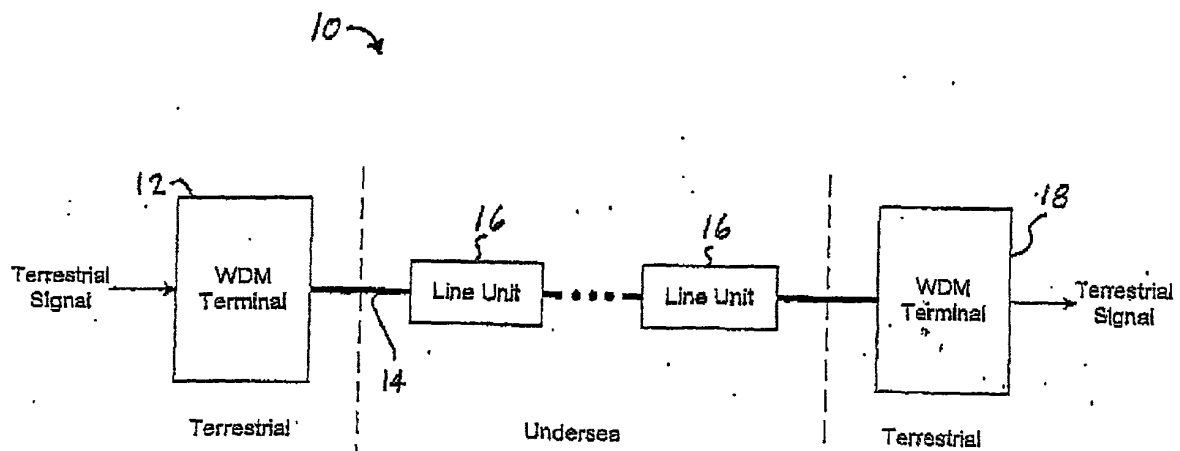 10
12
16
16
18
Terrestrial
Signal
WDM
Terminal
Line Unit
Line Unit
WDM
Terminal
Terrestrial
Signal
14
Terrestrial
Undersea
Terrestrial